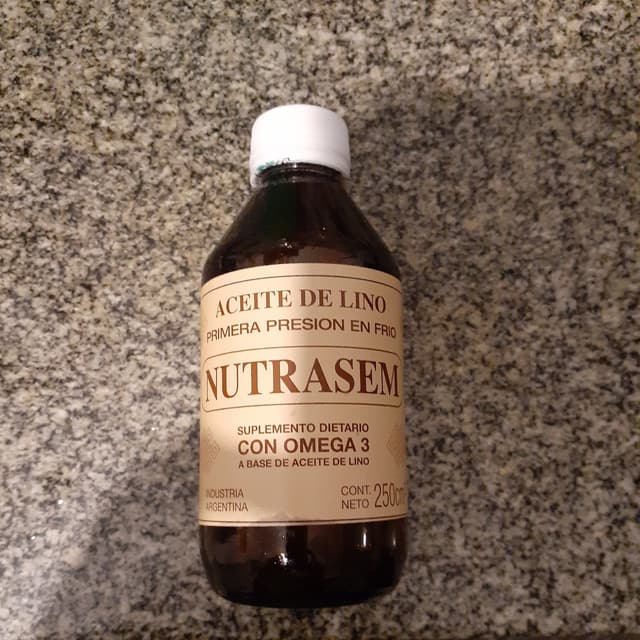 ACEITE DE LINO
PRIMERA PRESION EN FRIO
NUTRASEM
SUPLEMENTO DIETARIO
CON OMEGA 3
A BASE DE ACEITE DE LINO
INDUSTRIA
ARGENTINA
CONT.
NETO 250cm